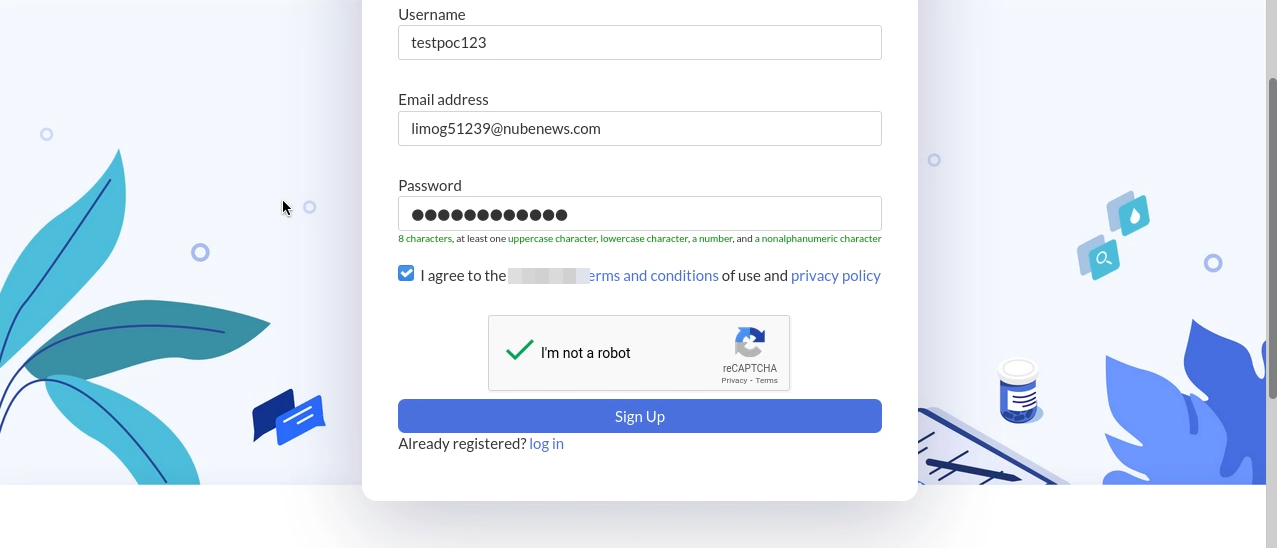 Username
testpoc123
Email address
limog51239@nubenews.com
Password
8 characters, at least one uppercase character, lowercase character, a number, and a nonalphanumeric character
I agree to the erms and conditions of use and privacy policy
I'm not a robot
reCAPTCHA
Privacy - Terms
Sign Up
Already registered? log in